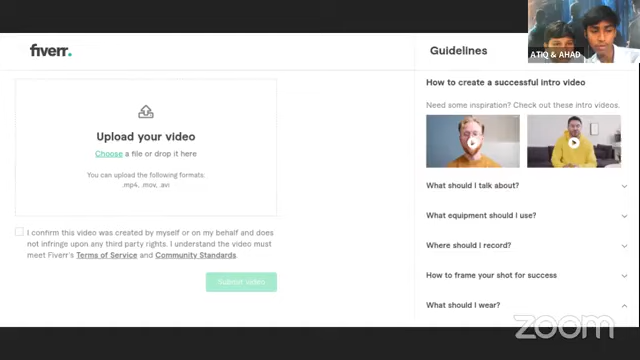 fiverr.
Guidelines
ATIQ & AHAD
How to create a successful intro video
Need some inspiration? Check out these intro videos.
Upload your video
Choose a file or drop it here
You can upload the following formats:
.mp4, .mov, .avi
What should I talk about?
What equipment should I use?
I confirm this video was created by myself or on my behalf and does
not infringe upon any third party rights. I understand the video must
meet Fiverr's Terms of Service and Community Standards.
Where should I record?
How to frame your shot for success
Submit video
What should I wear?
zoom